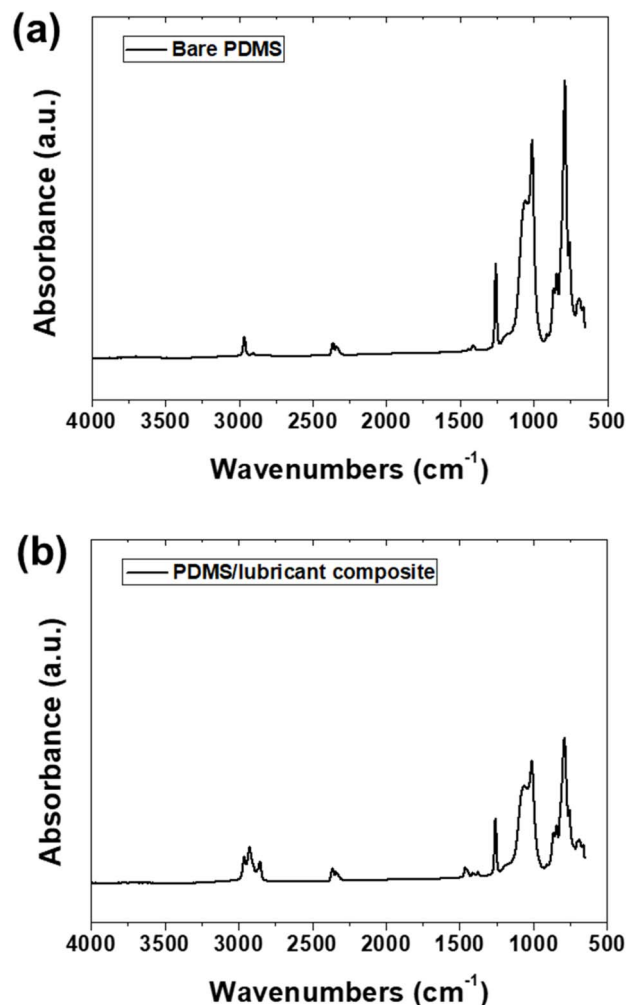 (a)
Bare PDMS
Absorbance (a.u.)
4000 3500 3000 2500 2000 1500 1000 500
Wavenumbers (cm⁻¹)
(b)
PDMS/lubricant composite
Absorbance (a.u.)
4000 3500 3000 2500 2000 1500 1000 500
Wavenumbers (cm⁻¹)